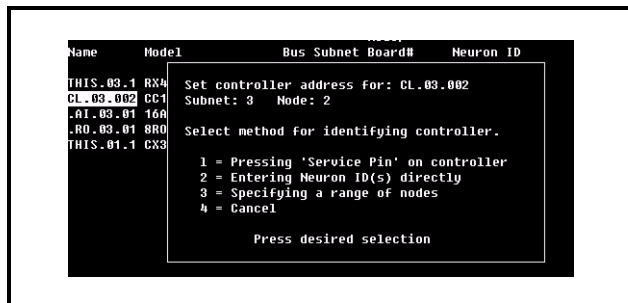 Name Model Bus Subnet Board# Neuron ID
THIS.03.1 RX4
CL.03.002 CC1
.AI.03.01 16A
.RO.03.01 8RO
THIS.01.1 CX3
Set controller address for: CL.03.002
Subnet: 3 Node: 2
Select method for identifying controller.
1 = Pressing 'Service Pin' on controller
2 = Entering Neuron ID(s) directly
3 = Specifying a range of nodes
4 = Cancel
Press desired selection